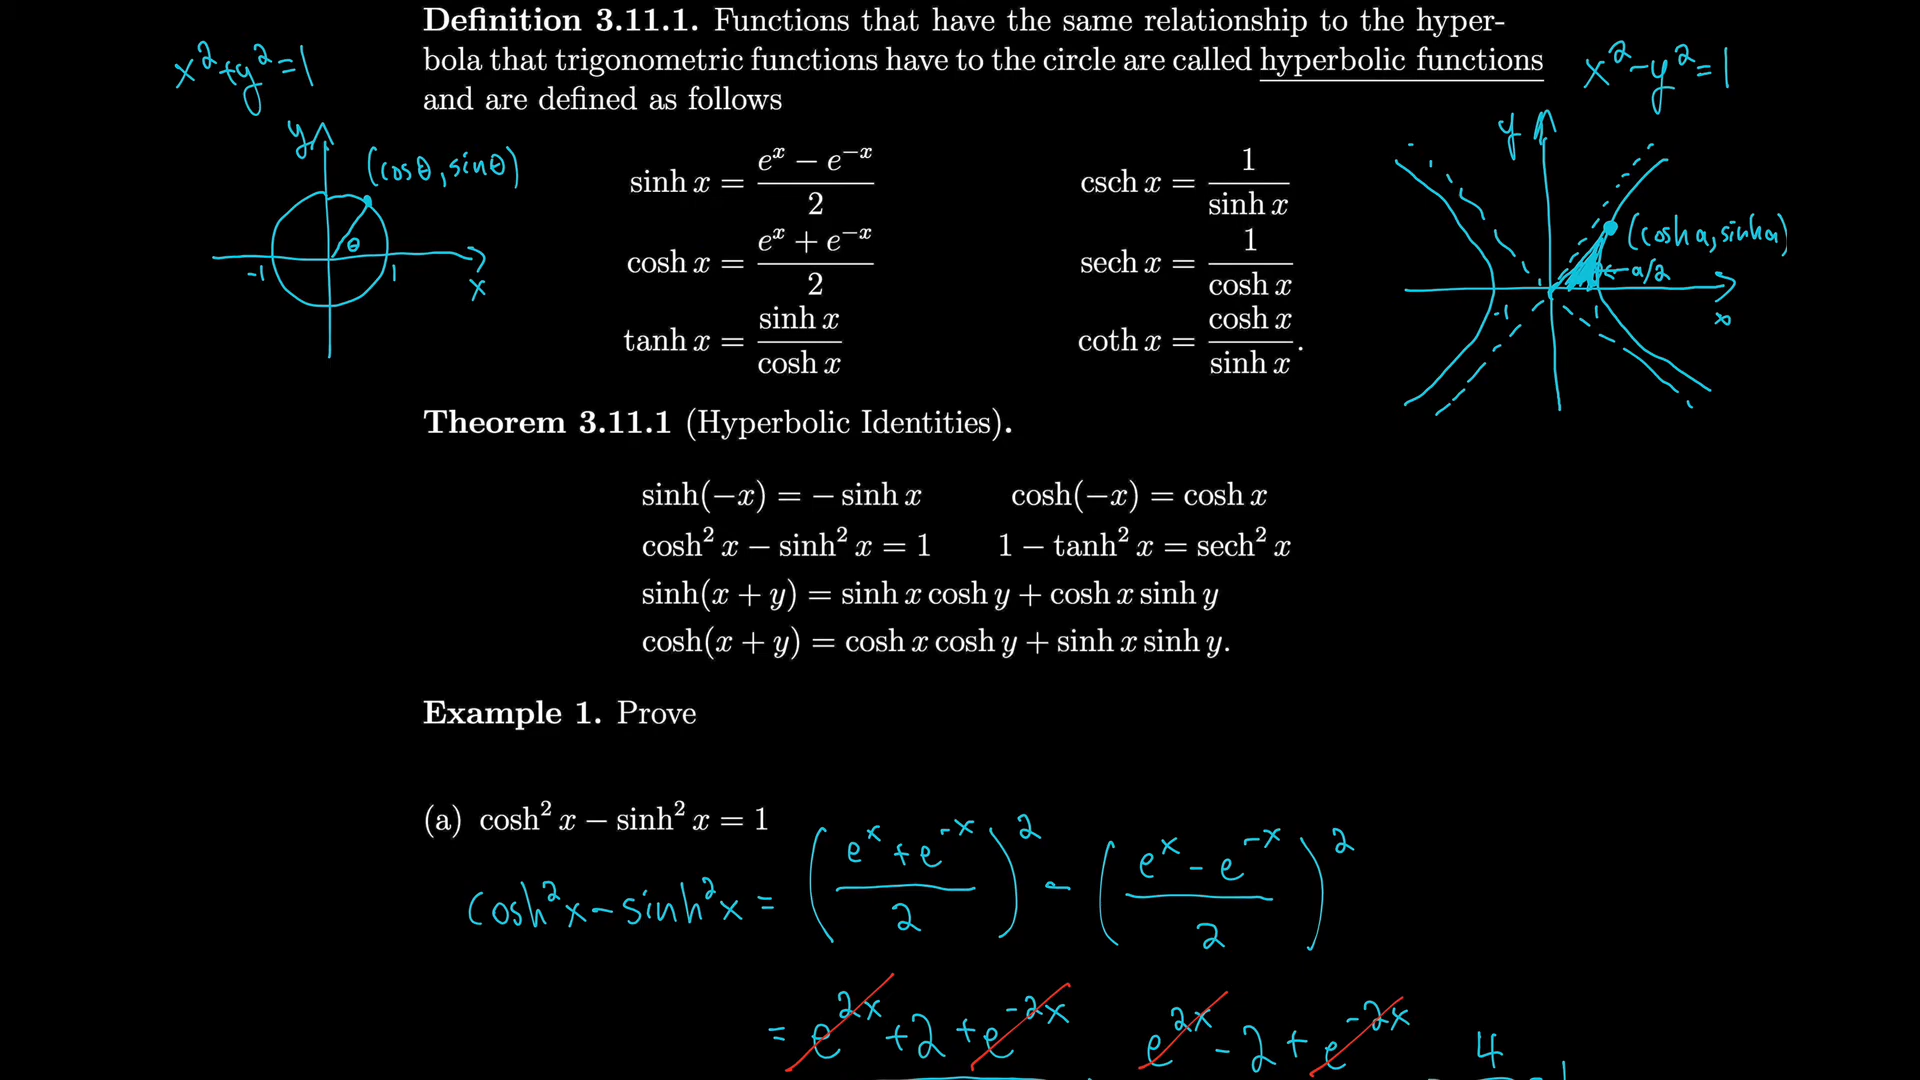 Definition 3.11.1. Functions that have the same relationship to the hyper-
bola that trigonometric functions have to the circle are called hyperbolic functions
and are defined as follows
x²+y²=1
y
(cosθ, sinθ)
θ
-1
1
x
x²-y²=1
y
(cosh a, sinh a)
a/2
-1
1
x
sinh x = (e^x − e^{−x})/2
csch x = 1/sinh x
cosh x = (e^x + e^{−x})/2
sech x = 1/cosh x
tanh x = sinh x/cosh x
coth x = cosh x/sinh x.
Theorem 3.11.1 (Hyperbolic Identities).
sinh(−x) = − sinh x cosh(−x) = cosh x
cosh² x − sinh² x = 1 1 − tanh² x = sech² x
sinh(x + y) = sinh x cosh y + cosh x sinh y
cosh(x + y) = cosh x cosh y + sinh x sinh y.
Example 1. Prove
(a) cosh² x − sinh² x = 1
cosh²x - sinh²x = ((e^x + e^{-x})/2)² - ((e^x - e^{-x})/2)²
= e^{2x} + 2 + e^{-2x} e^{2x} - 2 + e^{-2x} 4